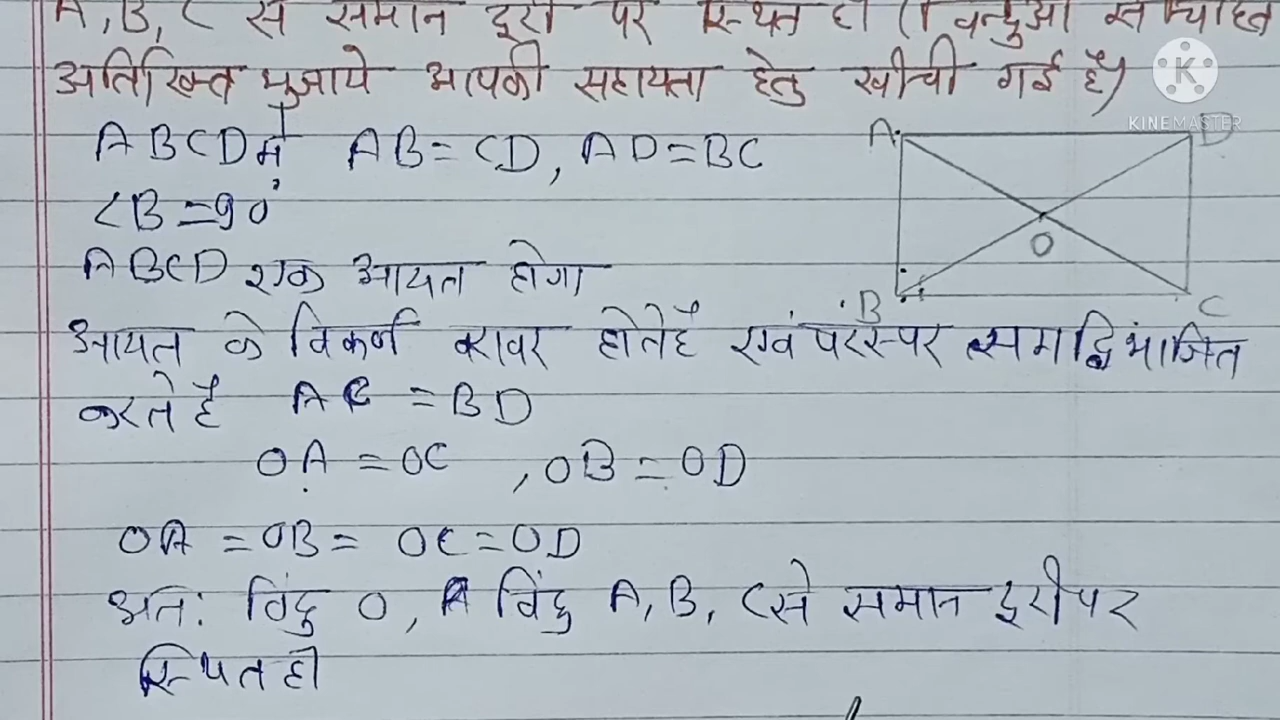 A, B, C से समान दूरी पर स्थित है। (बिन्दुओं से चिह्नित
अतिरिक्त भुजाये आपकी सहायता हेतु खीची गई है)
ABCD में AB = CD, AD = BC
<B = 90°
ABCD एक आयत होगा
आयत के विकर्ण बराबर होते है एवं परस्पर समद्विभाजित
करते है AC = BD
OA = OC , OB = OD
OA = OB = OC = OD
अतः विंदु O, विंदु A, B, C से समान दूरी पर
स्थित है।
A D
O
B C
K
KINEMASTER